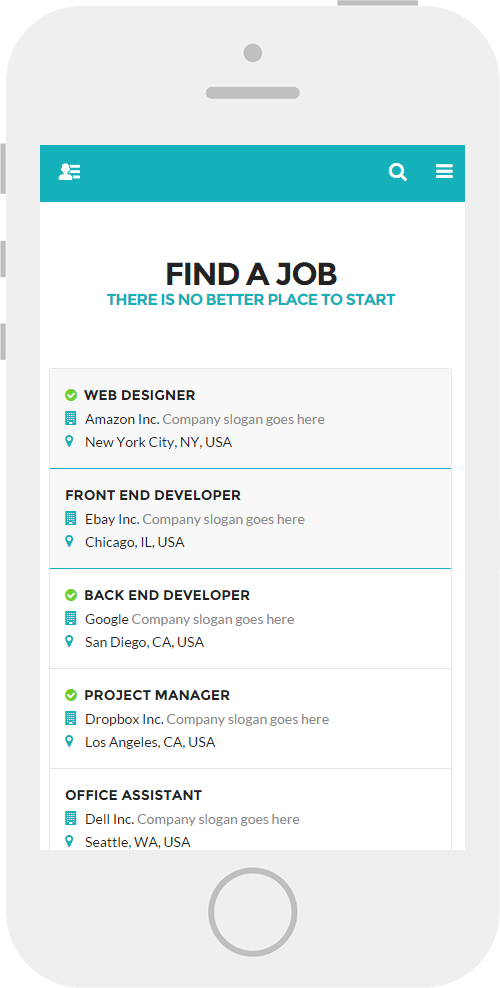 FIND A JOB
THERE IS NO BETTER PLACE TO START
WEB DESIGNER
Amazon Inc. Company slogan goes here
New York City, NY, USA
FRONT END DEVELOPER
Ebay Inc. Company slogan goes here
Chicago, IL, USA
BACK END DEVELOPER
Google Company slogan goes here
San Diego, CA, USA
PROJECT MANAGER
Dropbox Inc. Company slogan goes here
Los Angeles, CA, USA
OFFICE ASSISTANT
Dell Inc. Company slogan goes here
Seattle, WA, USA